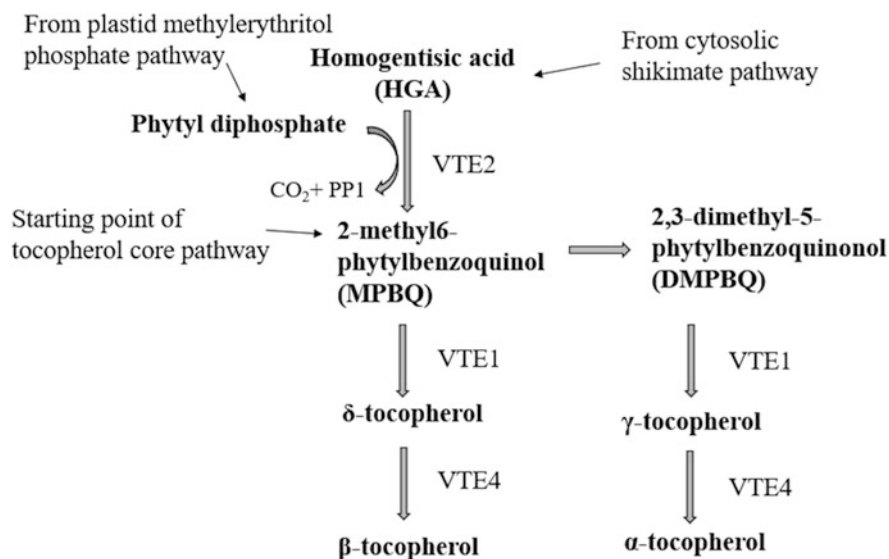 From plastid methylerythritol
phosphate pathway
Homogentisic acid
(HGA)
From cytosolic
shikimate pathway
Phytyl diphosphate
VTE2
CO₂+ PP1
Starting point of
tocopherol core pathway
2-methyl6-
phytylbenzoquinol
(MPBQ)
2,3-dimethyl-5-
phytylbenzoquinonol
(DMPBQ)
VTE1
VTE1
δ-tocopherol
γ-tocopherol
VTE4
VTE4
β-tocopherol
α-tocopherol